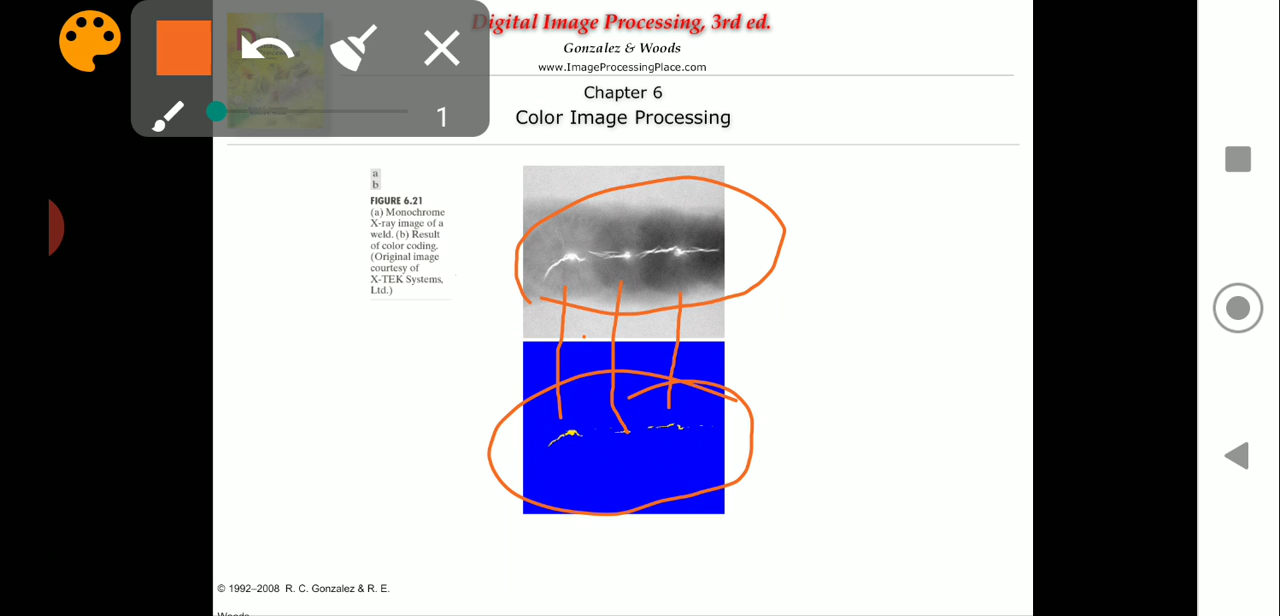 Digital Image Processing, 3rd ed.
Gonzalez & Woods
www.ImageProcessingPlace.com
1
Chapter 6
Color Image Processing
a
b
FIGURE 6.21
(a) Monochrome
X-ray image of a
weld. (b) Result
of color coding.
(Original image
courtesy of
X-TEK Systems,
Ltd.)
© 1992–2008 R. C. Gonzalez & R. E.
Woods